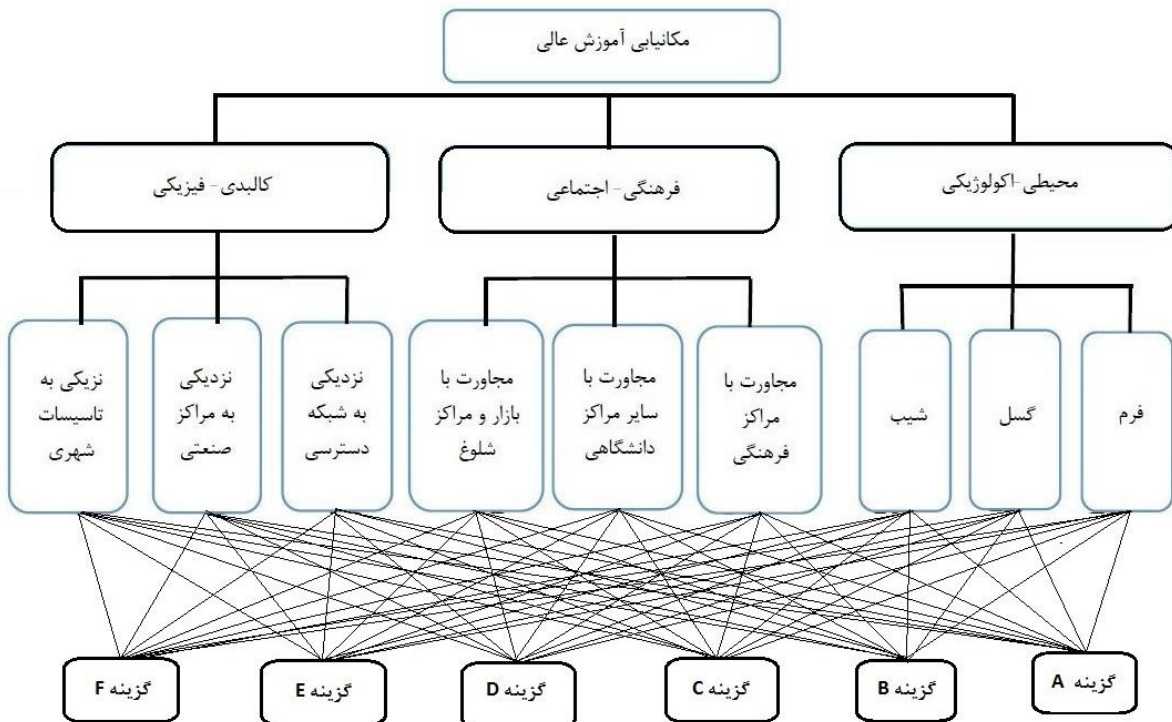 مکانیابی آموزش عالی
محیطی-اکولوژیکی
فرهنگی- اجتماعی
کالبدی- فیزیکی
فرم
گسل
شیب
مجاورت با
مراکز
فرهنگی
مجاورت با
سایر مراکز
دانشگاهی
مجاورت با
بازار و مراکز
شلوغ
نزدیکی
به شبکه
دسترسی
نزدیکی
به مراکز
صنعتی
نزیکی به
تاسیسات
شهری
گزینه A
گزینه B
گزینه C
گزینه D
گزینه E
گزینه F